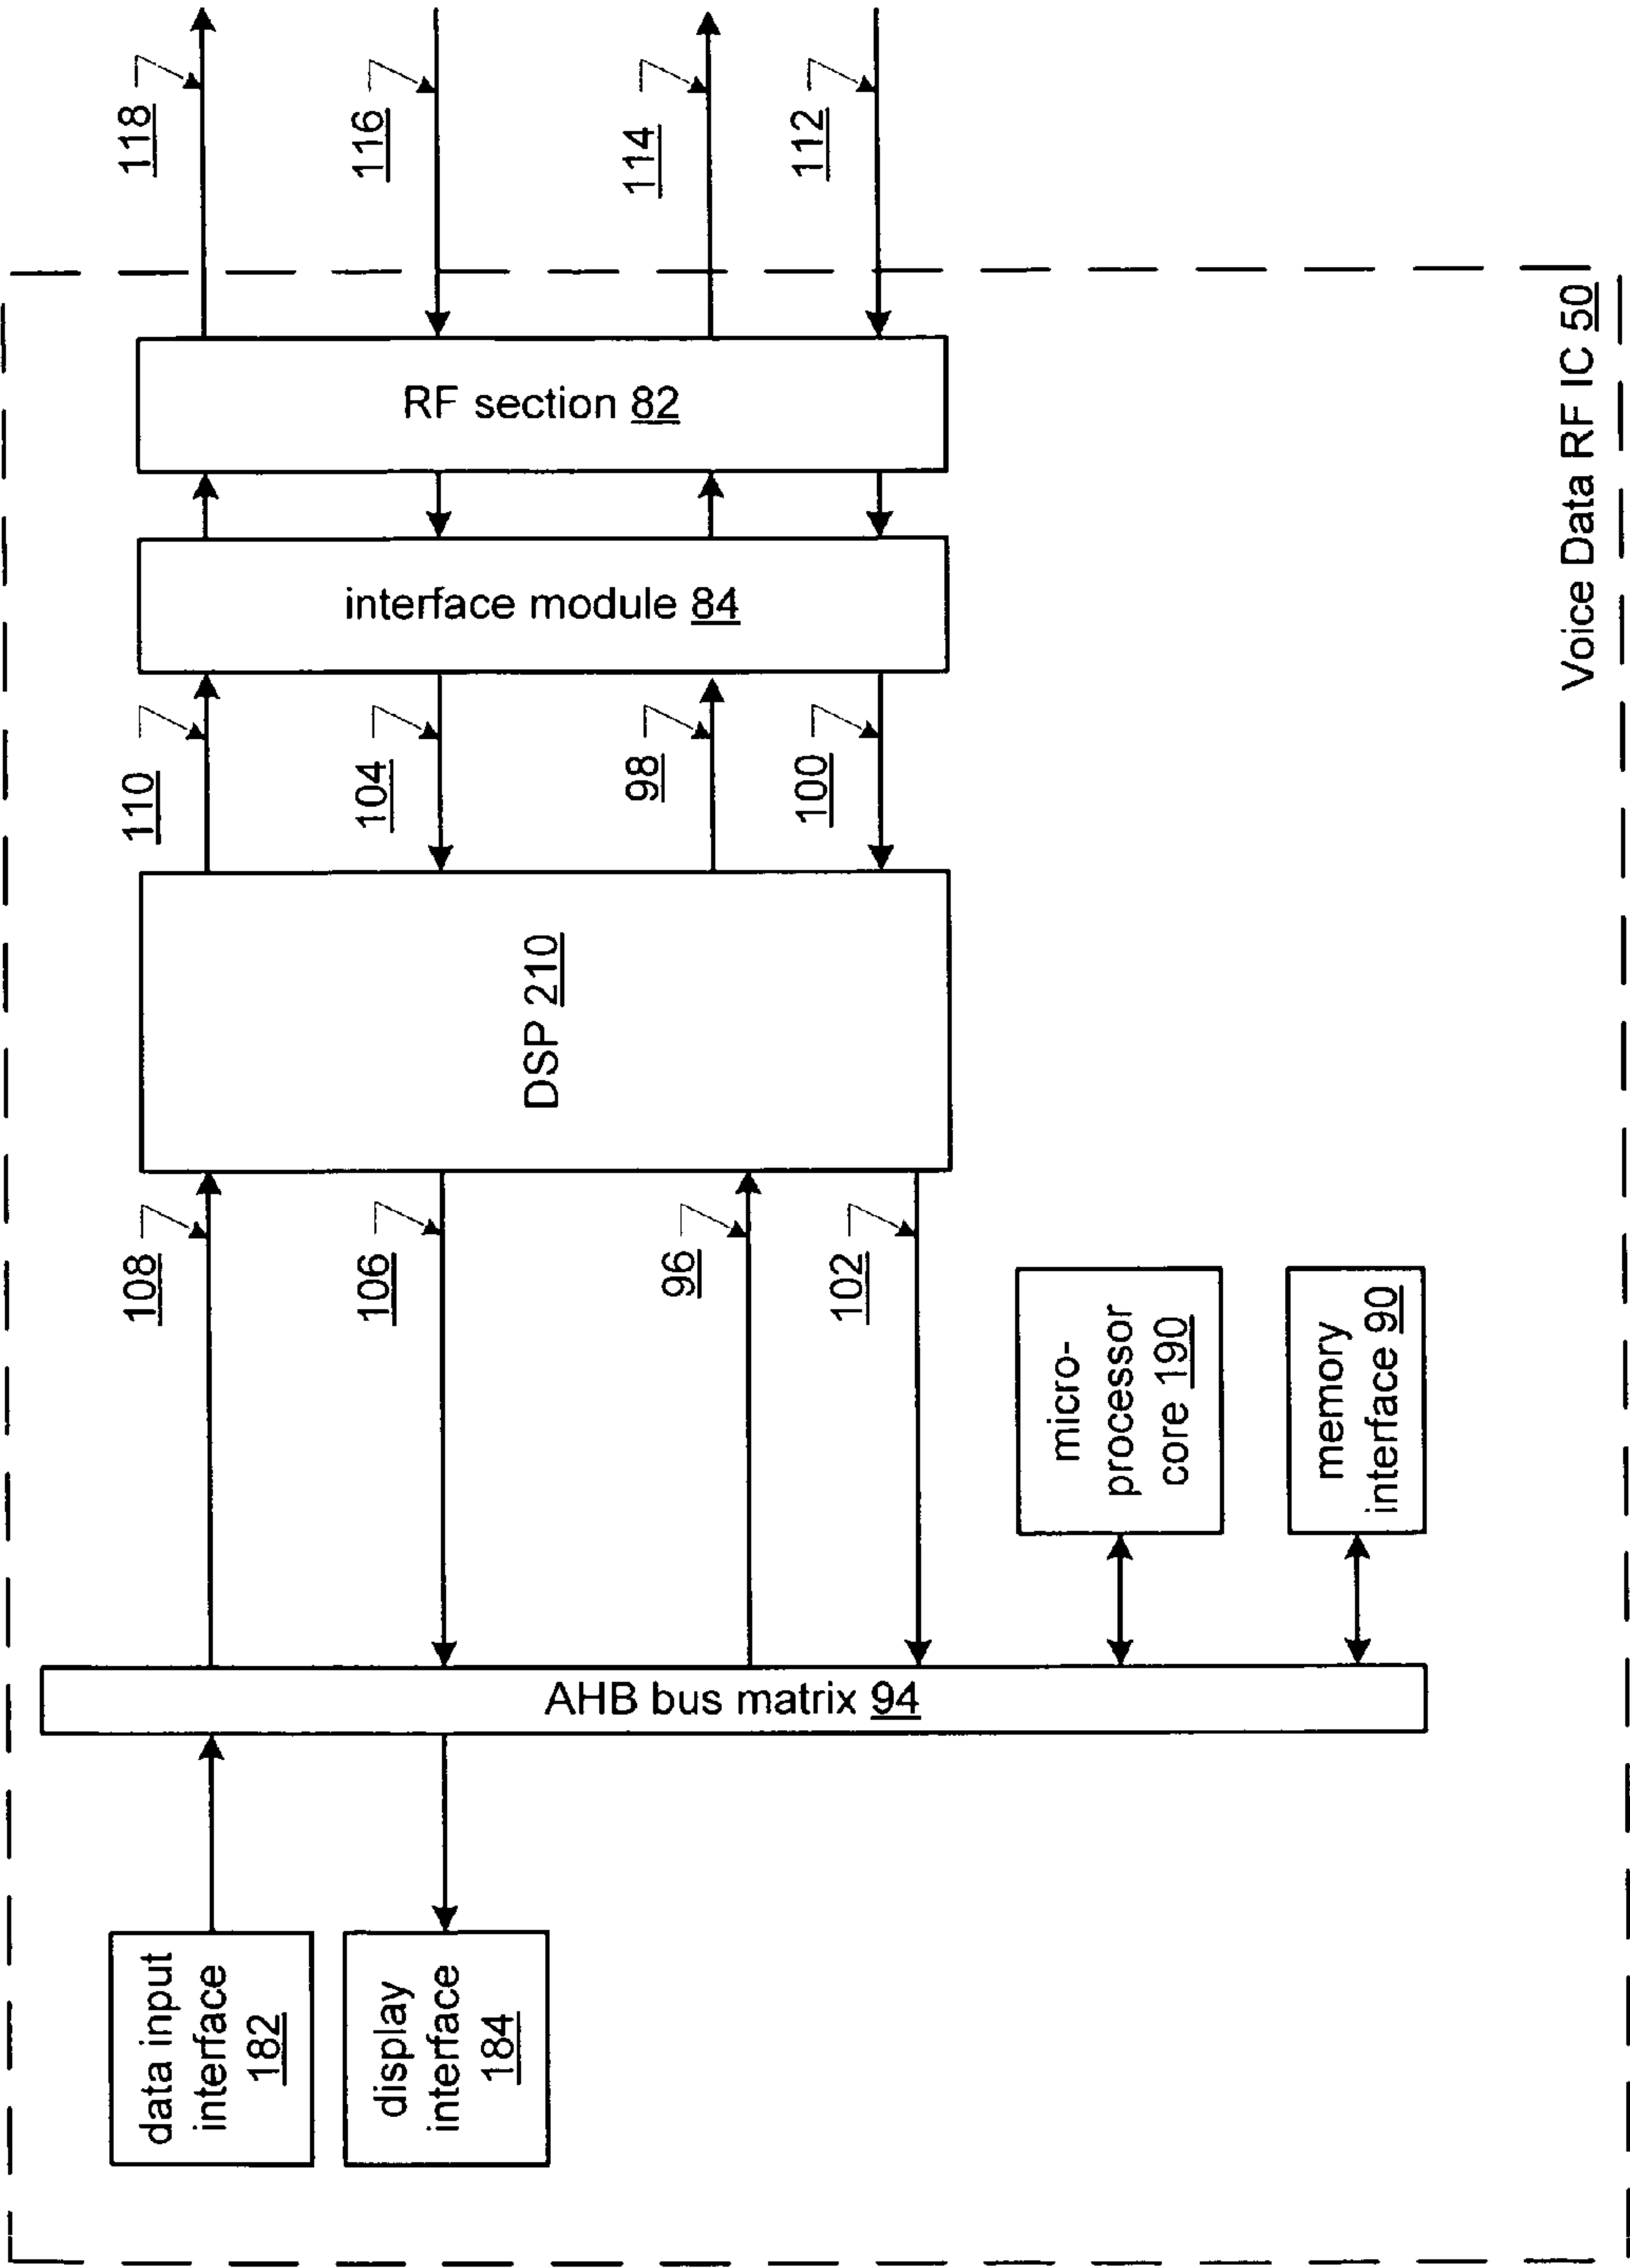 118
116
114
112
RF section 82
interface module 84
110
104
98
100
DSP 210
108
106
96
102
micro-
processor
core 190
memory
interface 90
AHB bus matrix 94
data input
interface
182
display
interface
184
Voice Data RF IC 50